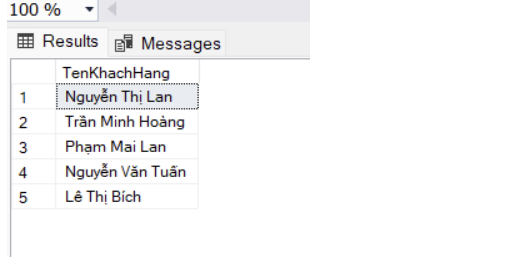 100 %
Results Messages
TenKhachHang
1 Nguyễn Thị Lan
2 Trần Minh Hoàng
3 Phạm Mai Lan
4 Nguyễn Văn Tuấn
5 Lê Thị Bích